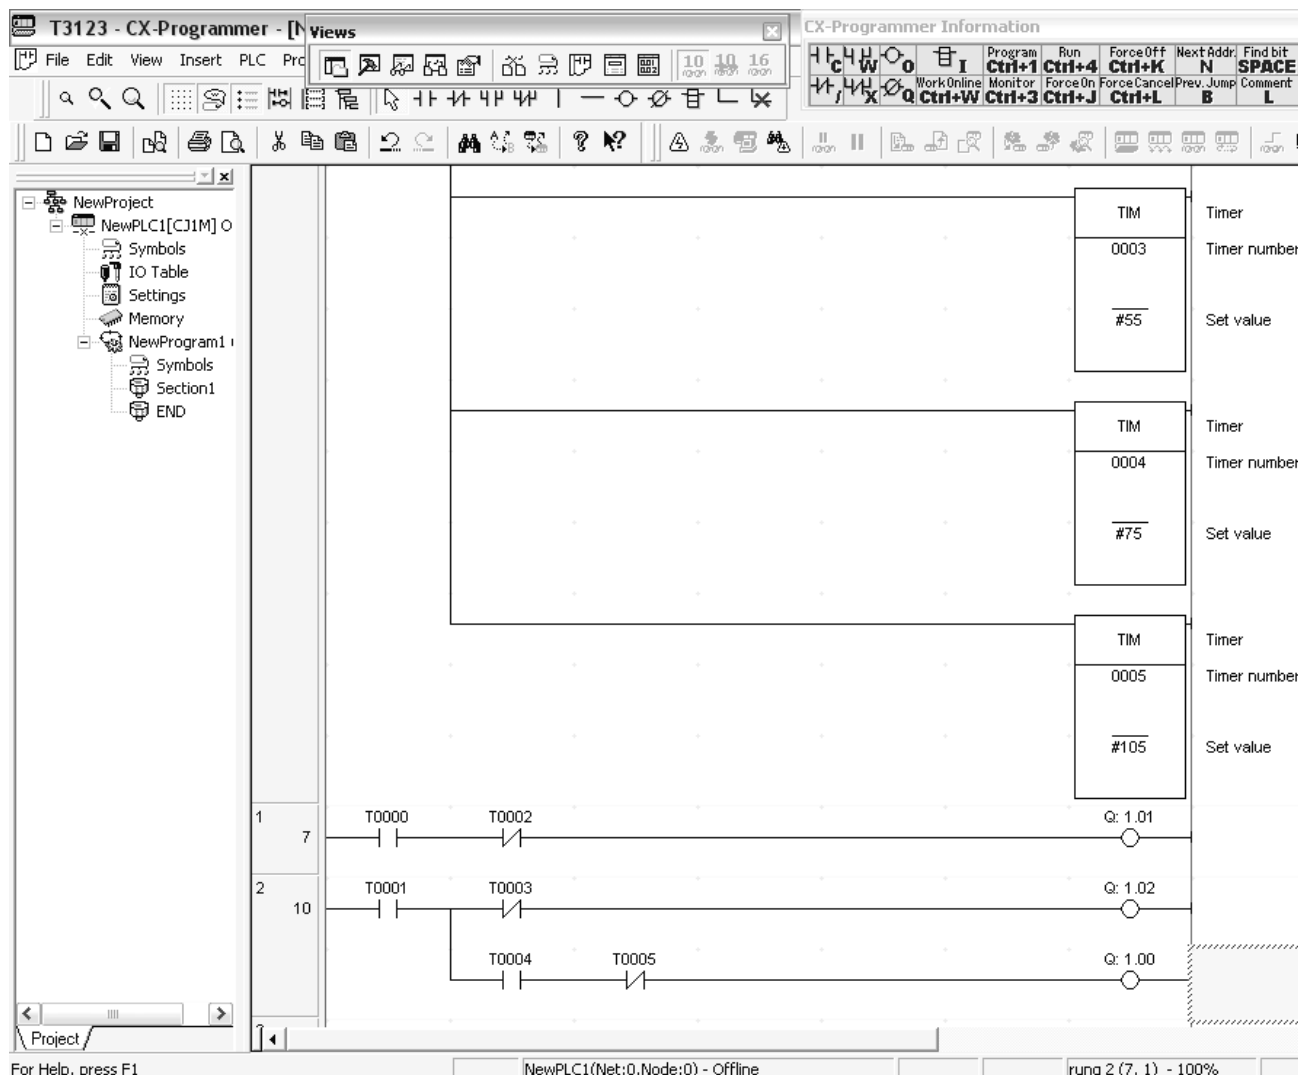 T3123 - CX-Programmer - [N
Views
CX-Programmer Information
File Edit View Insert PLC Prc
10 10 16
C W O I Program Ctrl+1 Run Ctrl+4 Force Off Ctrl+K Next Addr. N Find bit SPACE
/ X Q Work Online Ctrl+W Monitor Ctrl+3 Force On Ctrl+J Force Cancel Ctrl+L Prev. Jump B Comment L
NewProject
NewPLC1[CJ1M] O
Symbols
IO Table
Settings
Memory
NewProgram1
Symbols
Section1
END
Project
TIM Timer
0003 Timer number
#55 Set value
TIM Timer
0004 Timer number
#75 Set value
TIM Timer
0005 Timer number
#105 Set value
1 T0000 T0002 Q: 1.01
7
2 T0001 T0003 Q: 1.02
10
T0004 T0005 Q: 1.00
For Help, press F1
NewPLC1(Net:0,Node:0) - Offline
rung 2 (7, 1) - 100%